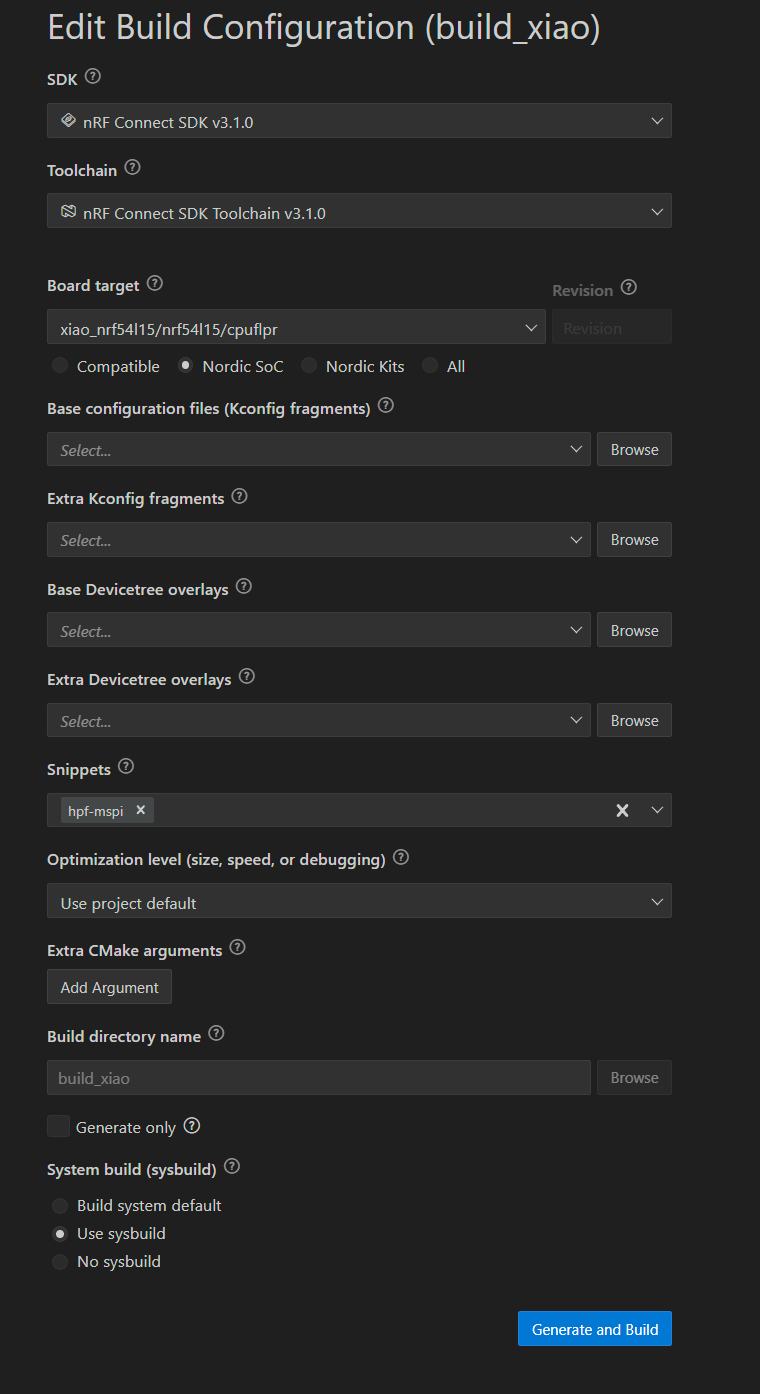 Edit Build Configuration (build_xiao)
SDK
nRF Connect SDK v3.1.0
Toolchain
nRF Connect SDK Toolchain v3.1.0
Board target
Revision
xiao_nrf54l15/nrf54l15/cpuflpr
Revision
Compatible Nordic SoC Nordic Kits All
Base configuration files (Kconfig fragments)
Select... Browse
Extra Kconfig fragments
Select... Browse
Base Devicetree overlays
Select... Browse
Extra Devicetree overlays
Select... Browse
Snippets
hpf-mspi
Optimization level (size, speed, or debugging)
Use project default
Extra CMake arguments
Add Argument
Build directory name
build_xiao Browse
Generate only
System build (sysbuild)
Build system default
Use sysbuild
No sysbuild
Generate and Build